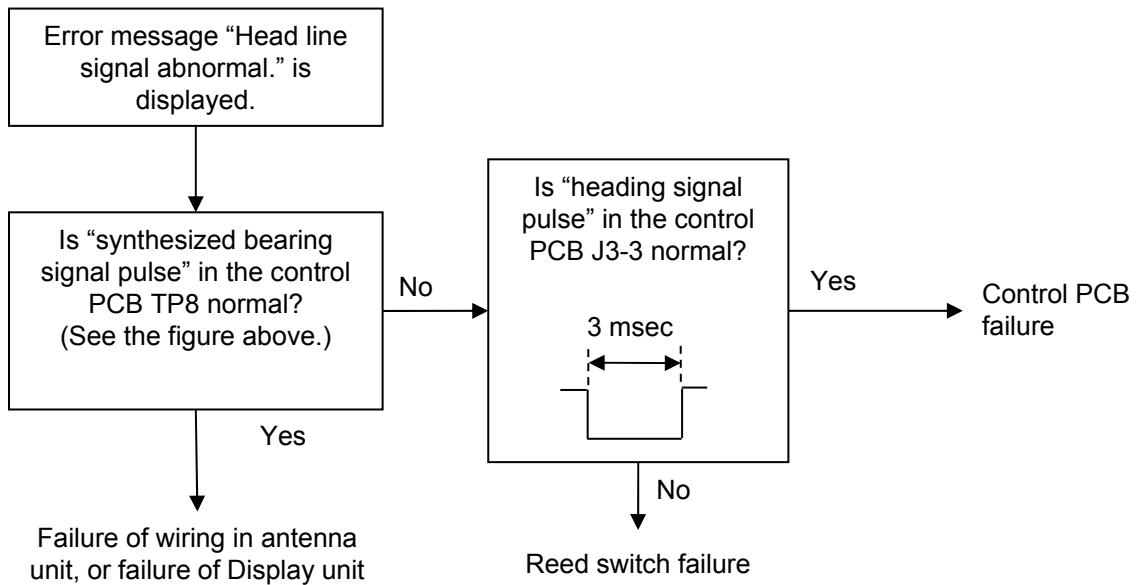 Error message “Head line
signal abnormal.” is
displayed.
Is “synthesized bearing
signal pulse” in the control
PCB TP8 normal?
(See the figure above.)
No
Yes
Failure of wiring in antenna
unit, or failure of Display unit
Is “heading signal
pulse” in the control
PCB J3-3 normal?
3 msec
Yes
Control PCB
failure
No
Reed switch failure